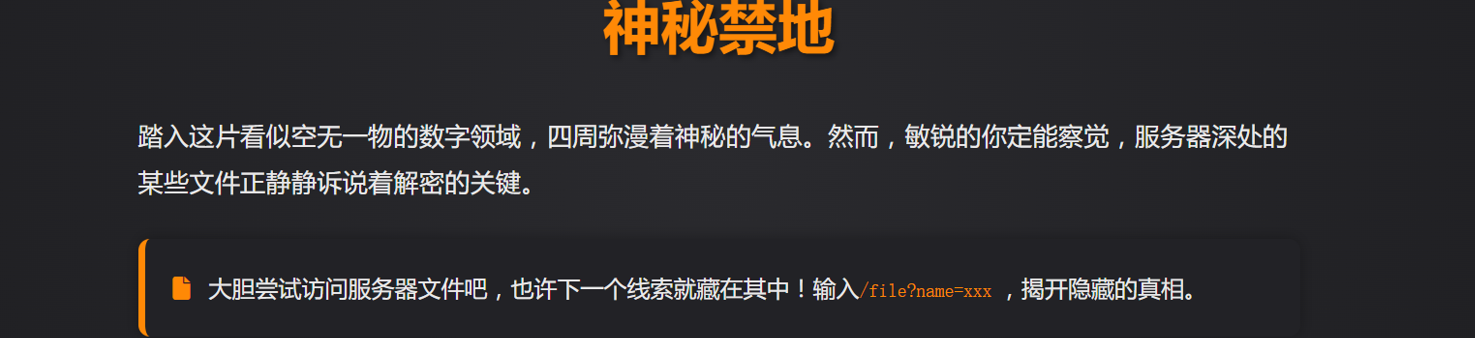 神秘禁地
踏入这片看似空无一物的数字领域，四周弥漫着神秘的气息。然而，敏锐的你定能察觉，服务器深处的
某些文件正静静诉说着解密的关键。
大胆尝试访问服务器文件吧，也许下一个线索就藏在其中！输入/file?name=xxx ，揭开隐藏的真相。